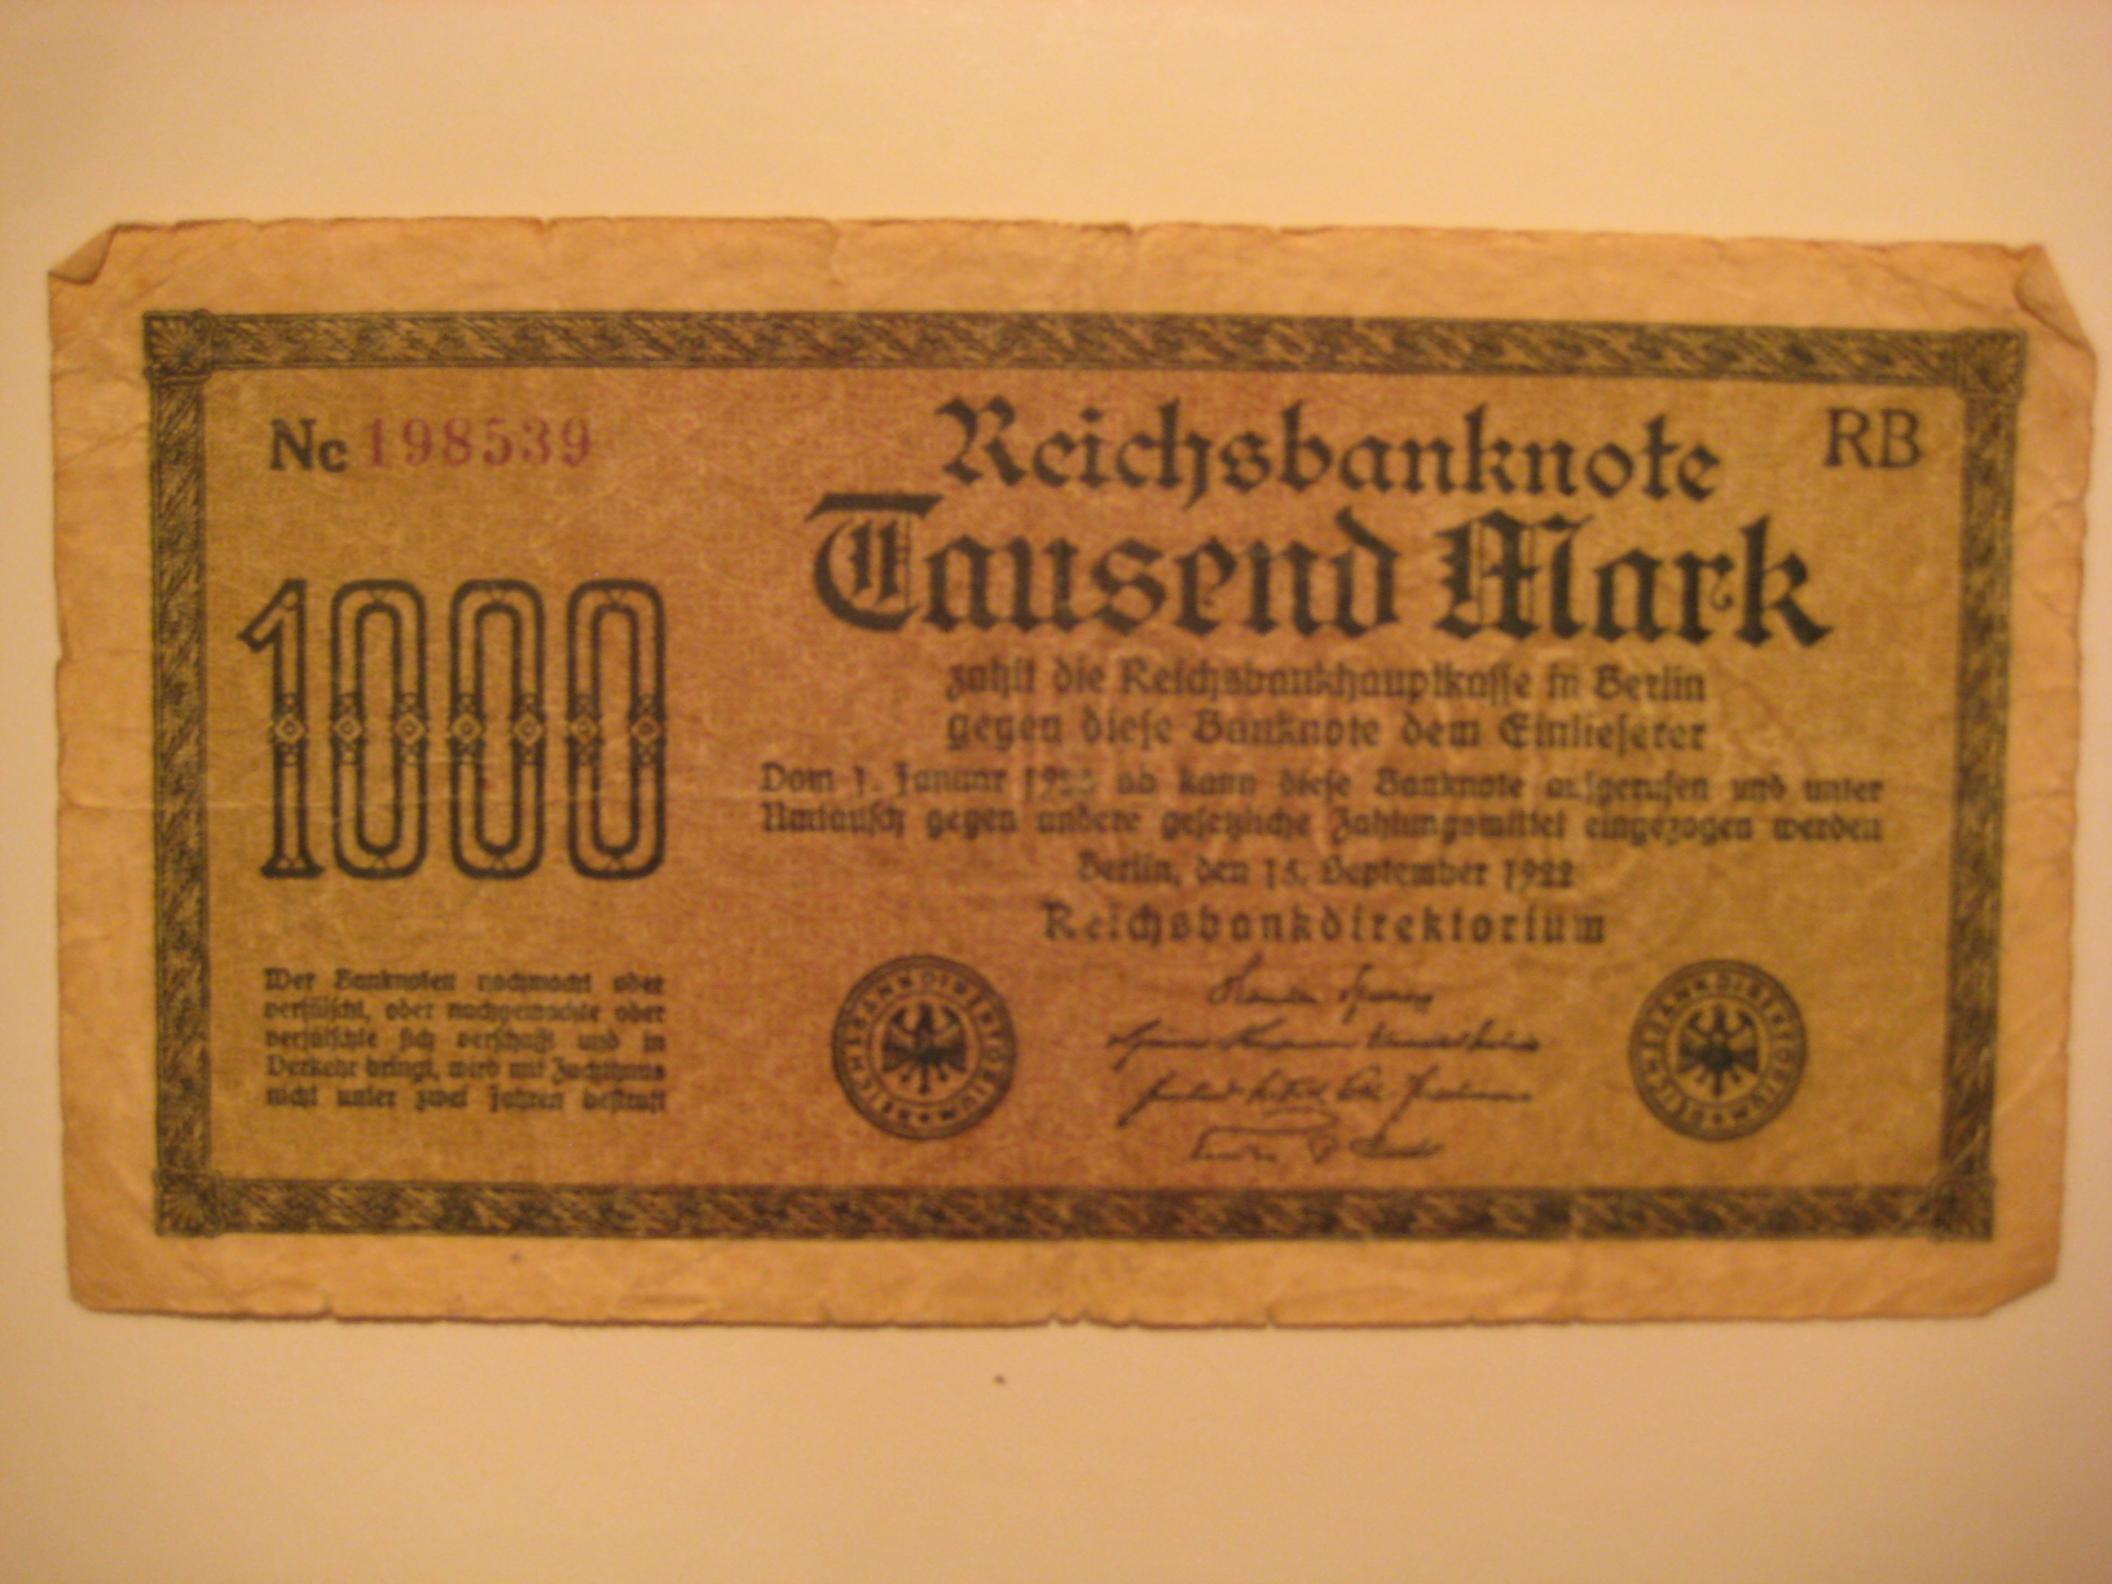 Nc 198539
RB
Reichsbanknote
Tausend Mark
1000
zahlt die Reichsbankhauptkasse in Berlin
gegen diese Banknote dem Einlieferer
Vom 1. Januar 1923 ab kann diese Banknote aufgerufen und unter
Umtausch gegen andere gesetzliche Zahlungsmittel eingezogen werden
Berlin, den 15. September 1922
Reichsbankdirektorium
Wer Banknoten nachmacht oder
verfälscht, oder nachgemachte oder
verfälschte sich verschafft und in
Verkehr bringt, wird mit Zuchthaus
nicht unter zwei Jahren bestraft
REICHSBANKDIREKTORIUM
REICHSBANKDIREKTORIUM